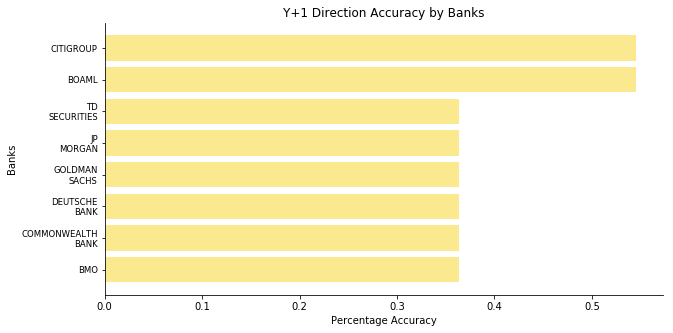 Y+1 Direction Accuracy by Banks
Banks
CITIGROUP
BOAML
TD
SECURITIES
JP
MORGAN
GOLDMAN
SACHS
DEUTSCHE
BANK
COMMONWEALTH
BANK
BMO
0.0 0.1 0.2 0.3 0.4 0.5
Percentage Accuracy